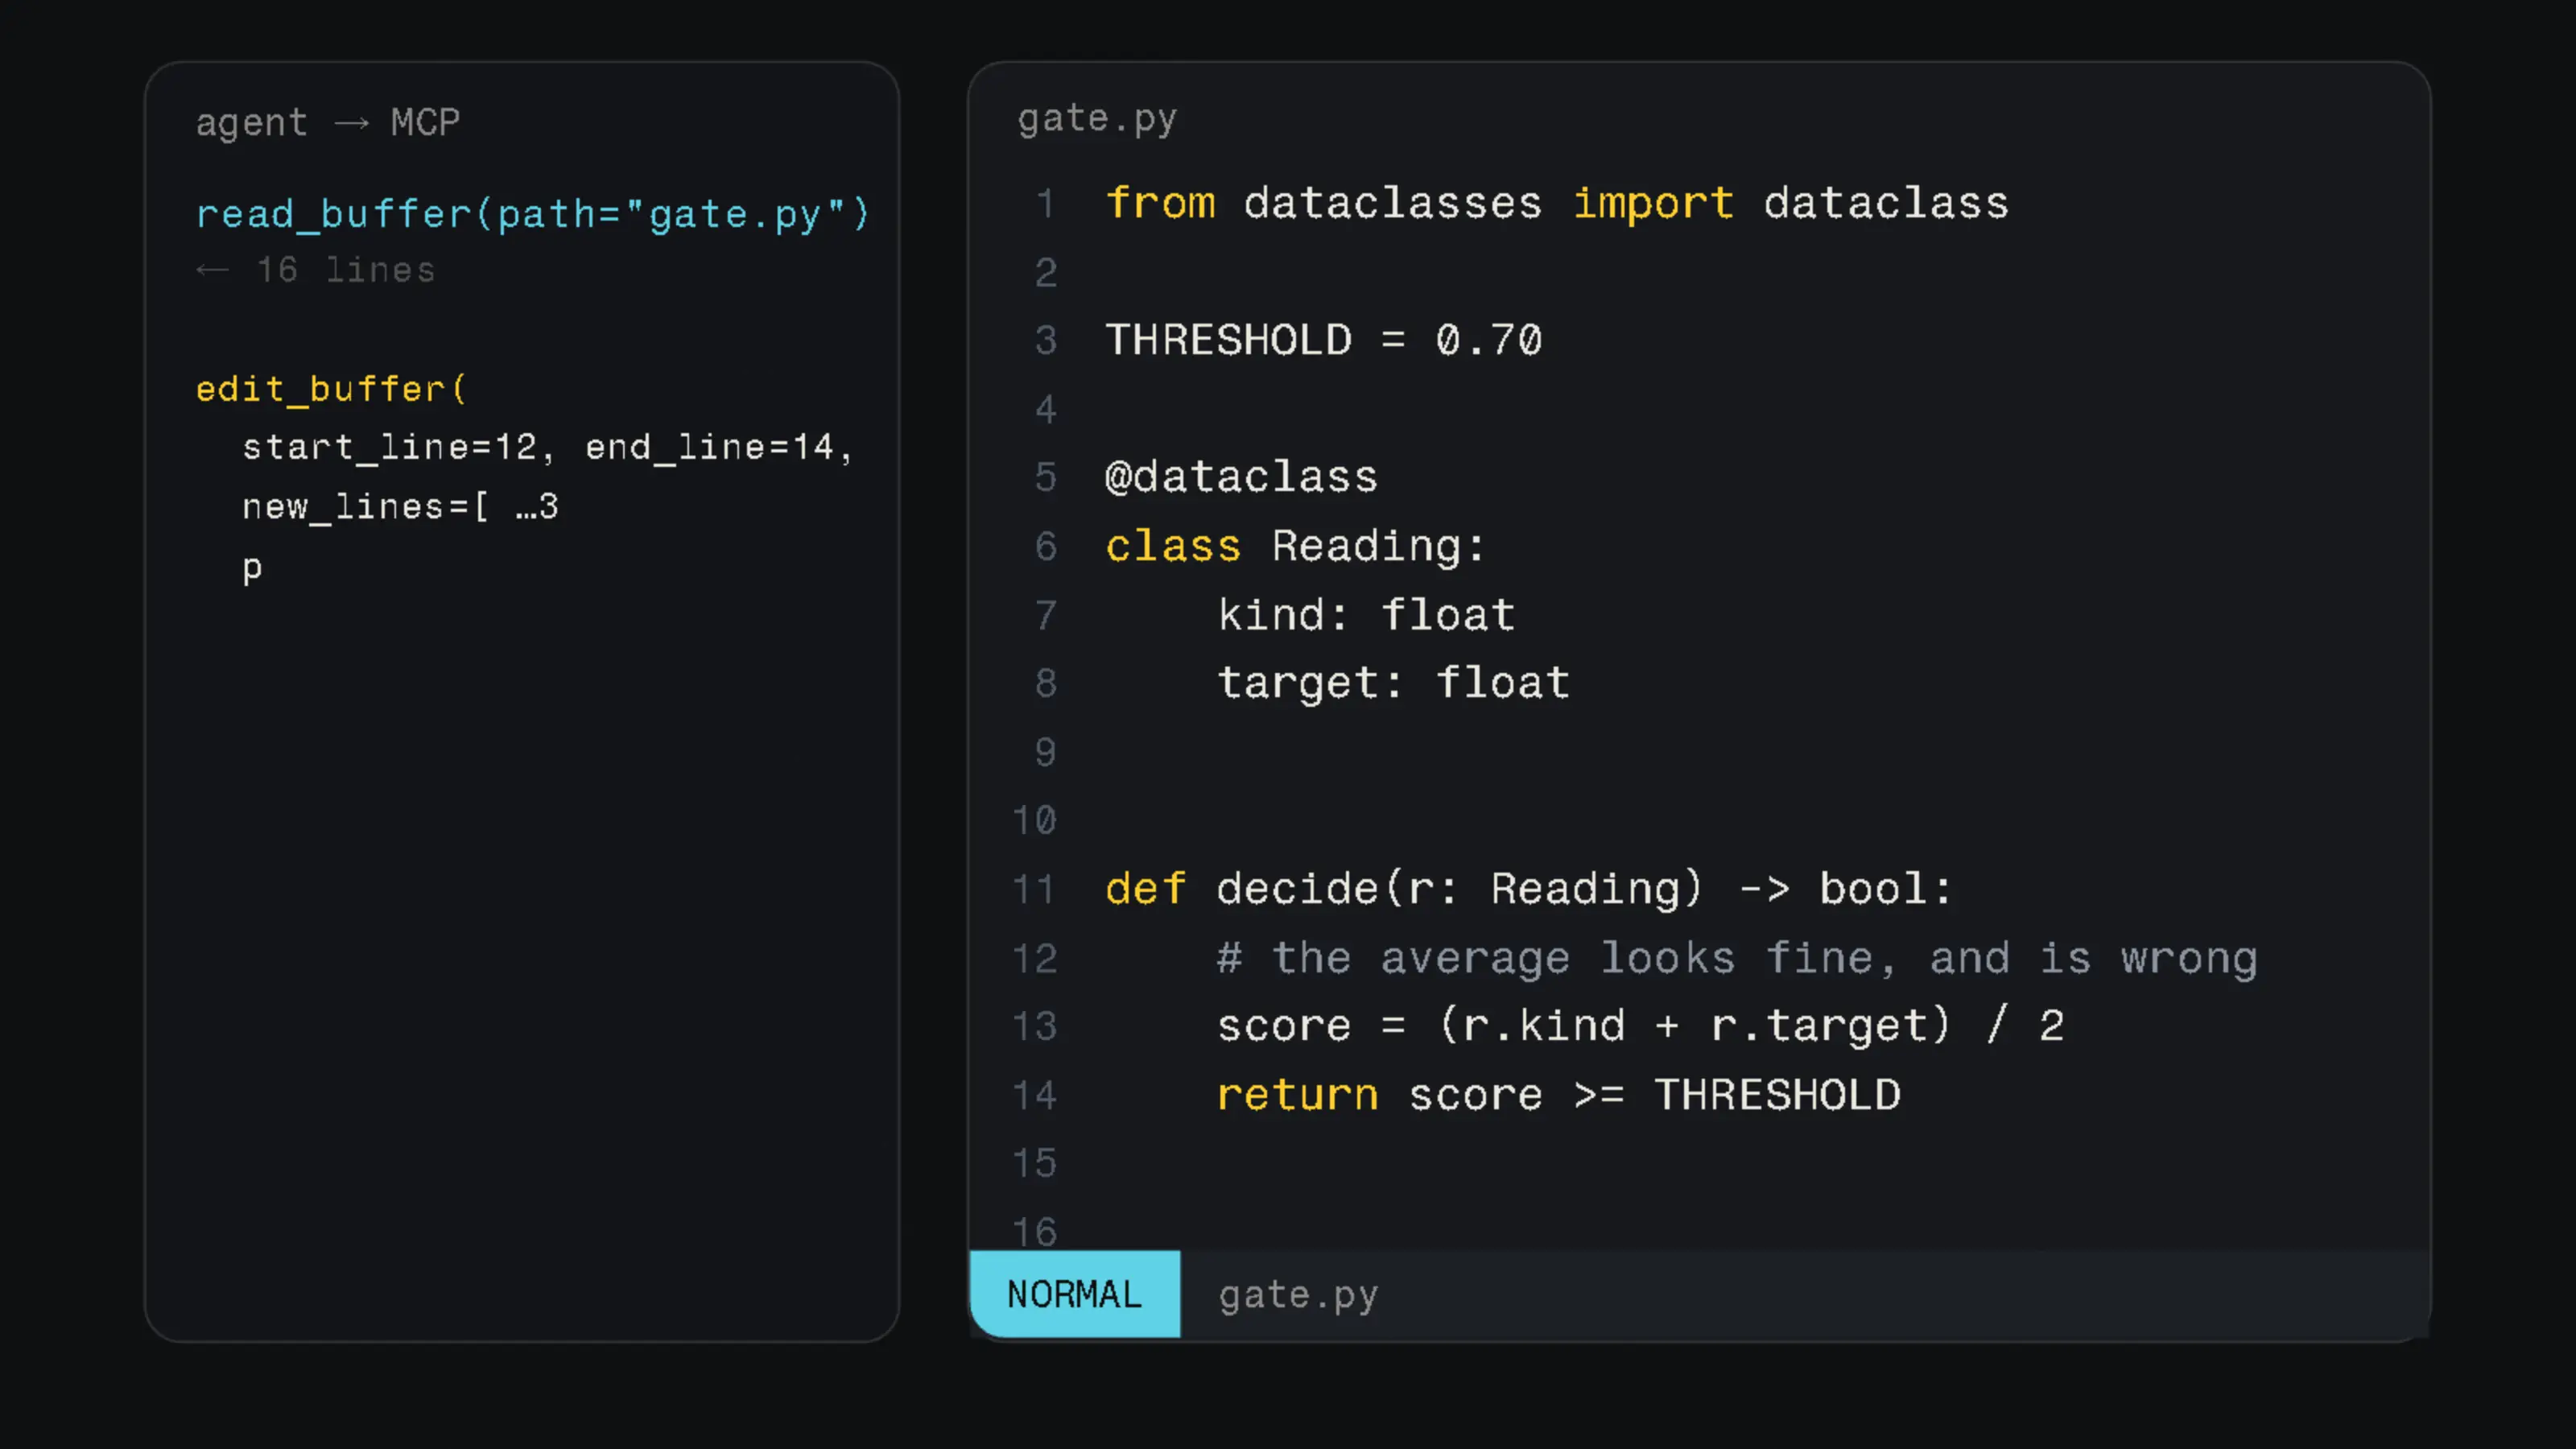 agent → MCP
read_buffer(path="gate.py")
← 16 lines
edit_buffer(
  start_line=12, end_line=14,
  new_lines=[ …3
  p
gate.py
1 from dataclasses import dataclass
2
3 THRESHOLD = 0.70
4
5 @dataclass
6 class Reading:
7     kind: float
8     target: float
9
10
11 def decide(r: Reading) -> bool:
12     # the average looks fine, and is wrong
13     score = (r.kind + r.target) / 2
14     return score >= THRESHOLD
15
16
NORMAL gate.py